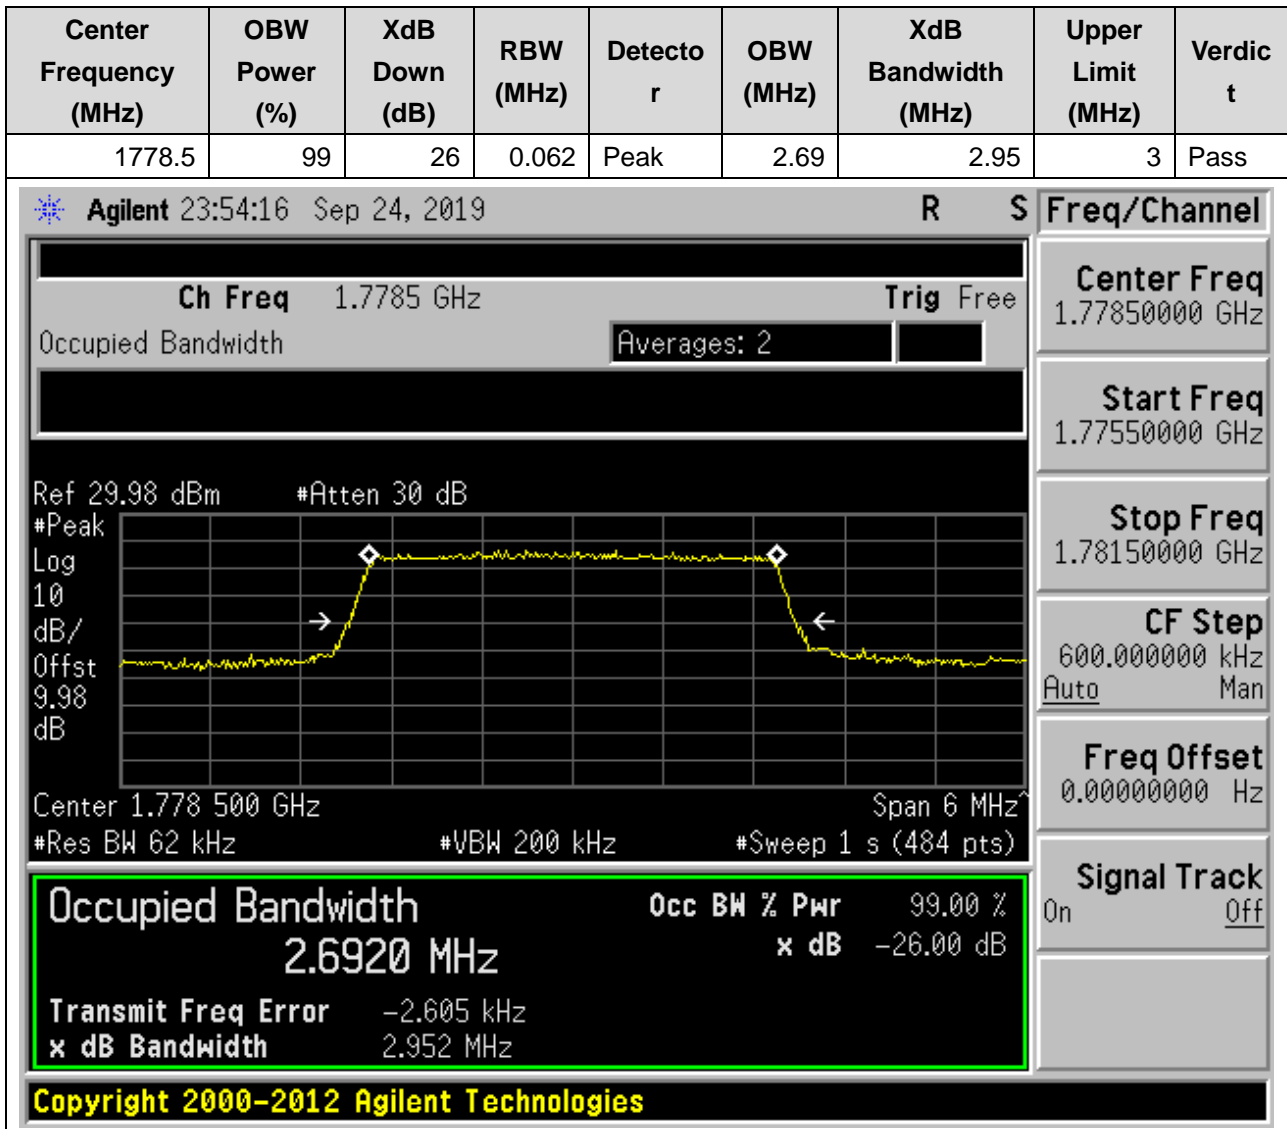 Center Frequency (MHz) OBW Power (%) XdB Down (dB) RBW (MHz) Detector OBW (MHz) XdB Bandwidth (MHz) Upper Limit (MHz) Verdict
1778.5 99 26 0.062 Peak 2.69 2.95 3 Pass
Agilent 23:54:16 Sep 24, 2019 R S Freq/Channel
Ch Freq 1.7785 GHz Trig Free
Occupied Bandwidth Averages: 2
Center Freq
1.77850000 GHz
Start Freq
1.77550000 GHz
Stop Freq
1.78150000 GHz
CF Step
600.000000 kHz
Auto Man
Freq Offset
0.00000000 Hz
Signal Track
On Off
Ref 29.98 dBm #Atten 30 dB
#Peak
Log
10
dB/
Offst
9.98
dB
Center 1.778 500 GHz Span 6 MHz^
#Res BW 62 kHz #VBW 200 kHz #Sweep 1 s (484 pts)
Occupied Bandwidth Occ BW % Pwr 99.00 %
2.6920 MHz x dB -26.00 dB
Transmit Freq Error -2.605 kHz
x dB Bandwidth 2.952 MHz
Copyright 2000-2012 Agilent Technologies